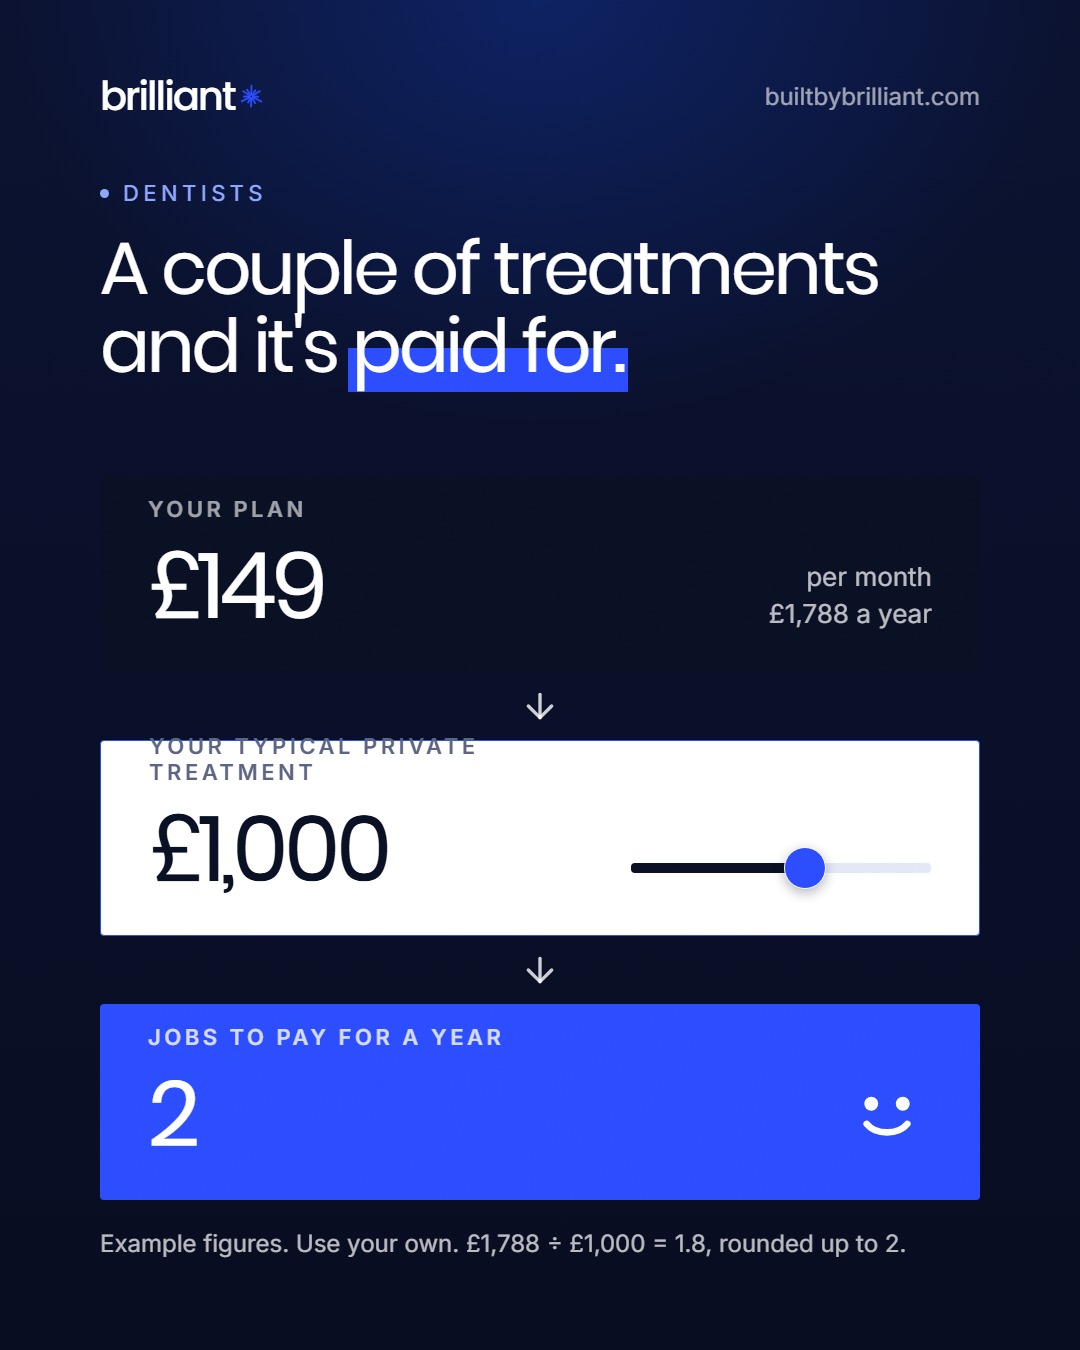 brilliant
builtbybrilliant.com
• DENTISTS
A couple of treatments
and it's paid for.
YOUR PLAN
£149
per month
£1,788 a year
YOUR TYPICAL PRIVATE
TREATMENT
£1,000
JOBS TO PAY FOR A YEAR
2
Example figures. Use your own. £1,788 ÷ £1,000 = 1.8, rounded up to 2.